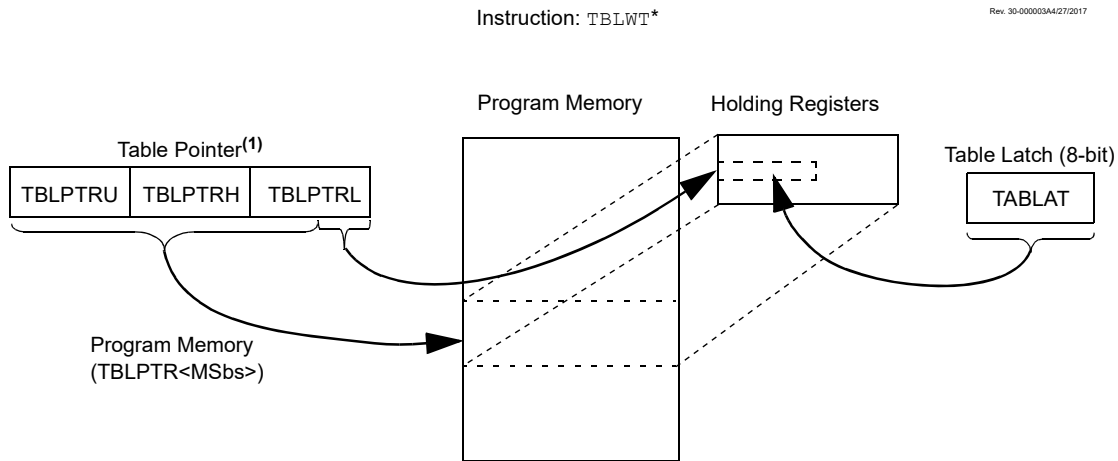 Instruction: TBLWT*
Rev. 30-000003A4/27/2017
Program Memory
Holding Registers
Table Pointer(1)
Table Latch (8-bit)
TBLPTRU
TBLPTRH
TBLPTRL
TABLAT
Program Memory
(TBLPTR<MSbs>)